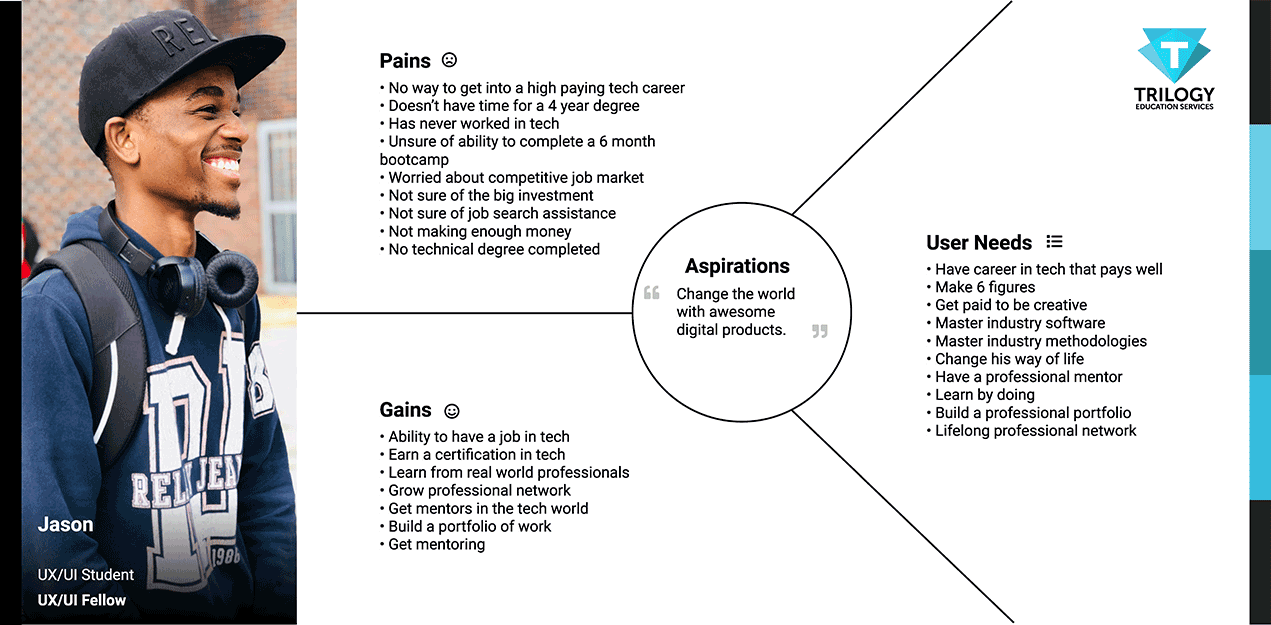 REL
RELI JEA
1986
Jason
UX/UI Student
UX/UI Fellow
Pains
• No way to get into a high paying tech career
• Doesn’t have time for a 4 year degree
• Has never worked in tech
• Unsure of ability to complete a 6 month
bootcamp
• Worried about competitive job market
• Not sure of the big investment
• Not sure of job search assistance
• Not making enough money
• No technical degree completed
Gains
• Ability to have a job in tech
• Earn a certification in tech
• Learn from real world professionals
• Grow professional network
• Get mentors in the tech world
• Build a portfolio of work
• Get mentoring
Aspirations
“ Change the world
with awesome
digital products. ”
T
TRILOGY
EDUCATION SERVICES
User Needs
• Have career in tech that pays well
• Make 6 figures
• Get paid to be creative
• Master industry software
• Master industry methodologies
• Change his way of life
• Have a professional mentor
• Learn by doing
• Build a professional portfolio
• Lifelong professional network